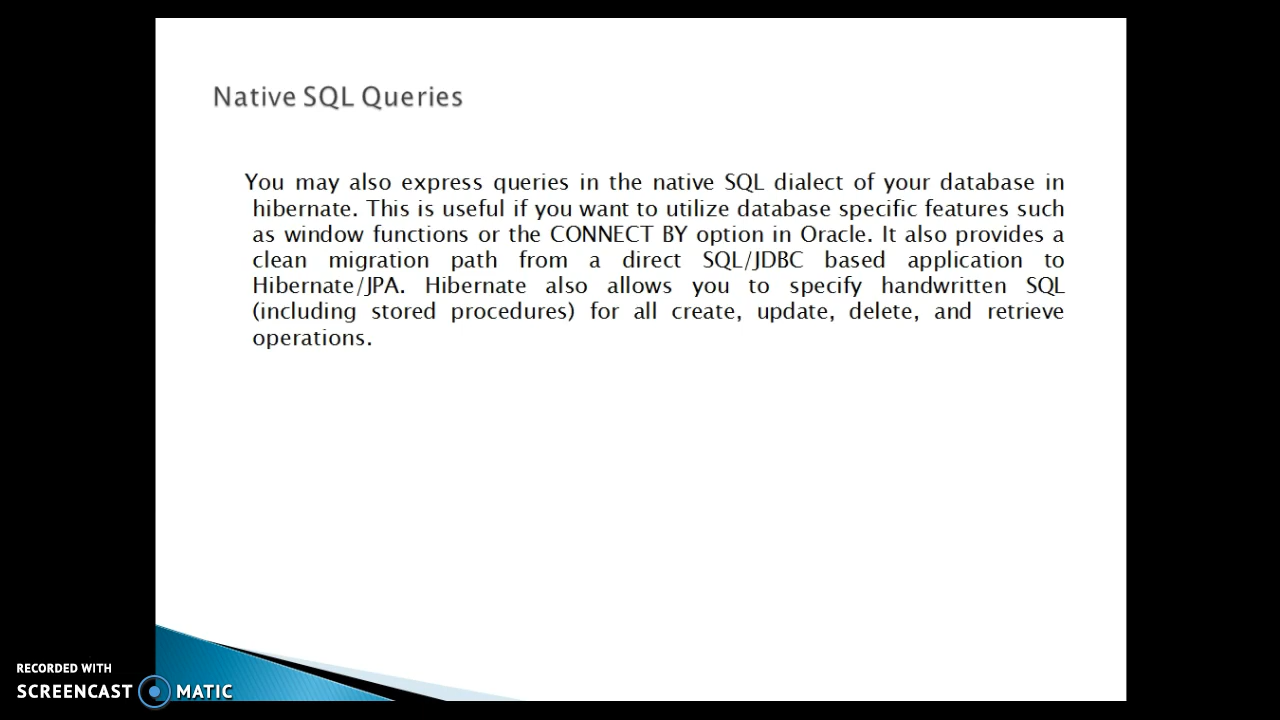 Native SQL Queries
You may also express queries in the native SQL dialect of your database in
hibernate. This is useful if you want to utilize database specific features such
as window functions or the CONNECT BY option in Oracle. It also provides a
clean migration path from a direct SQL/JDBC based application to
Hibernate/JPA. Hibernate also allows you to specify handwritten SQL
(including stored procedures) for all create, update, delete, and retrieve
operations.
RECORDED WITH
SCREENCAST MATIC